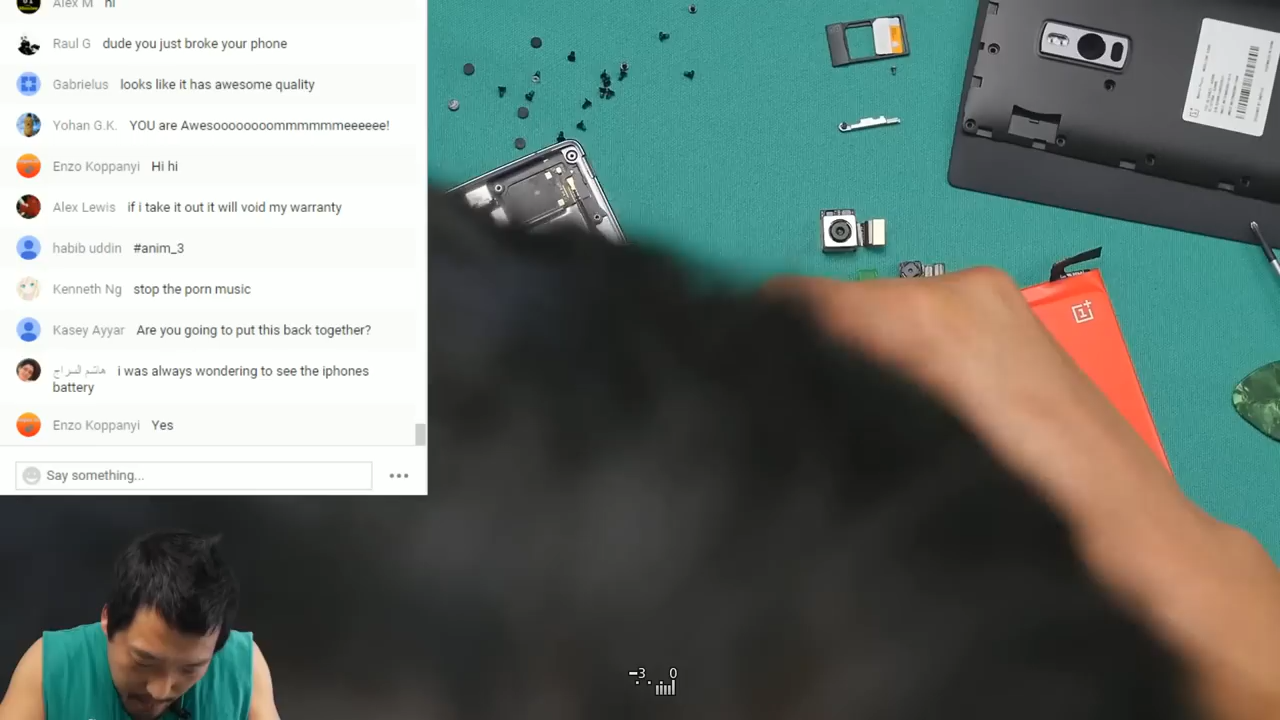 Alex M hi
Raul G dude you just broke your phone
Gabrielus looks like it has awesome quality
Yohan G.K. YOU are Awesoooooooommmmmmeeeeee!
Enzo Koppanyi Hi hi
Alex Lewis if i take it out it will void my warranty
habib uddin #anim_3
Kenneth Ng stop the porn music
Kasey Ayyar Are you going to put this back together?
هاشم السراج i was always wondering to see the iphones
battery
Enzo Koppanyi Yes
Say something...
-3 0